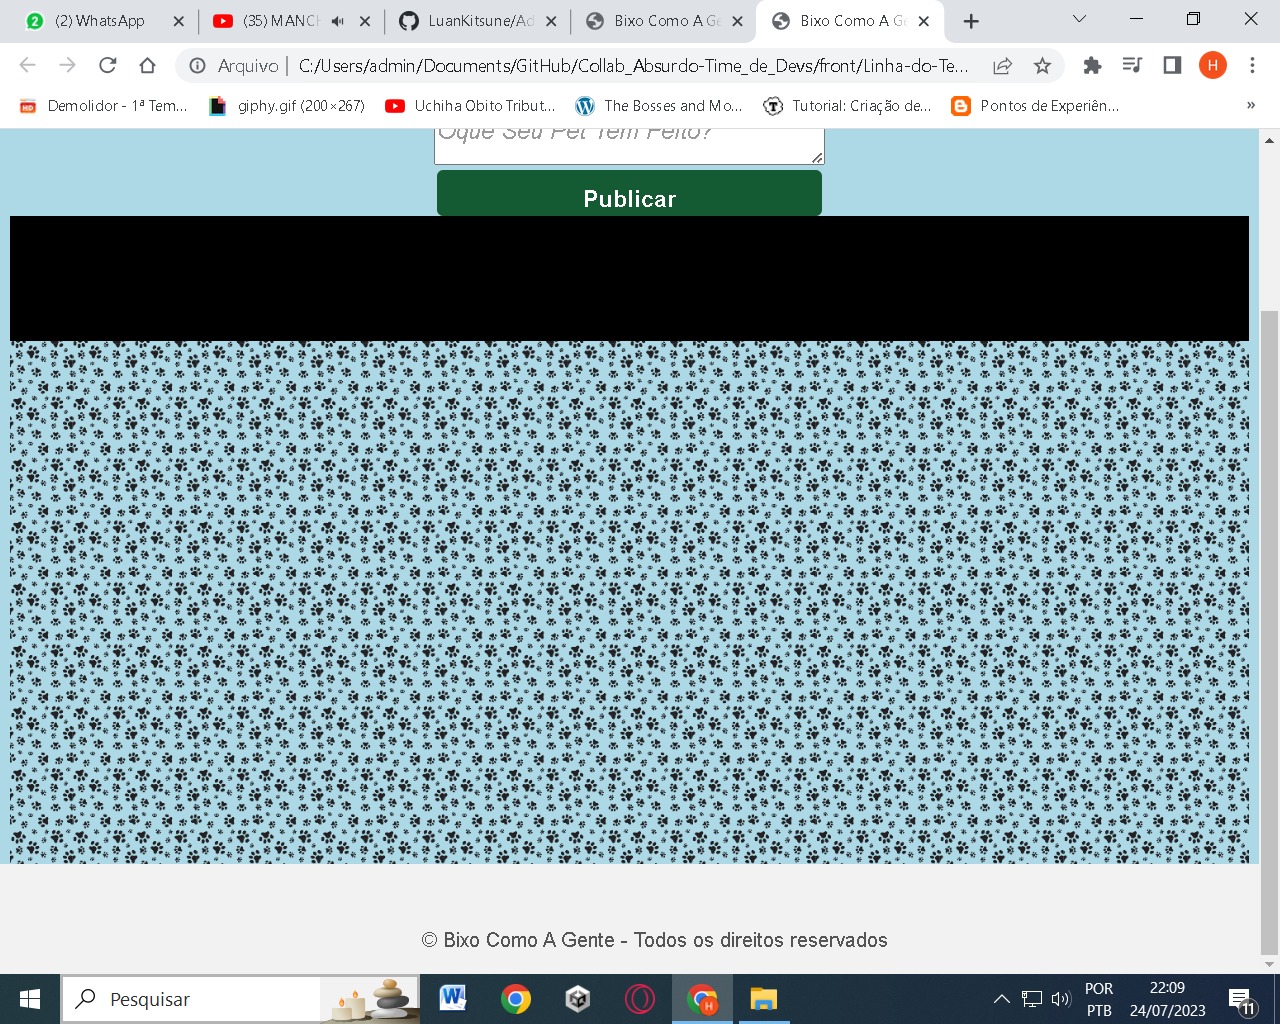 (2) WhatsApp
(35) MANCH
LuanKitsune/Ad
Bixo Como A Ge
Bixo Como A Ge
Arquivo
C:/Users/admin/Documents/GitHub/Collab_Absurdo-Time_de_Devs/front/Linha-do-Te...
H
HD
Demolidor - 1ª Tem...
giphy.gif (200×267)
Uchiha Obito Tribut...
The Bosses and Mo...
Tutorial: Criação de...
Pontos de Experiên...
»
Oque Seu Pet Tem Feito?
Publicar
© Bixo Como A Gente - Todos os direitos reservados
Pesquisar
POR
PTB
22:09
24/07/2023
11